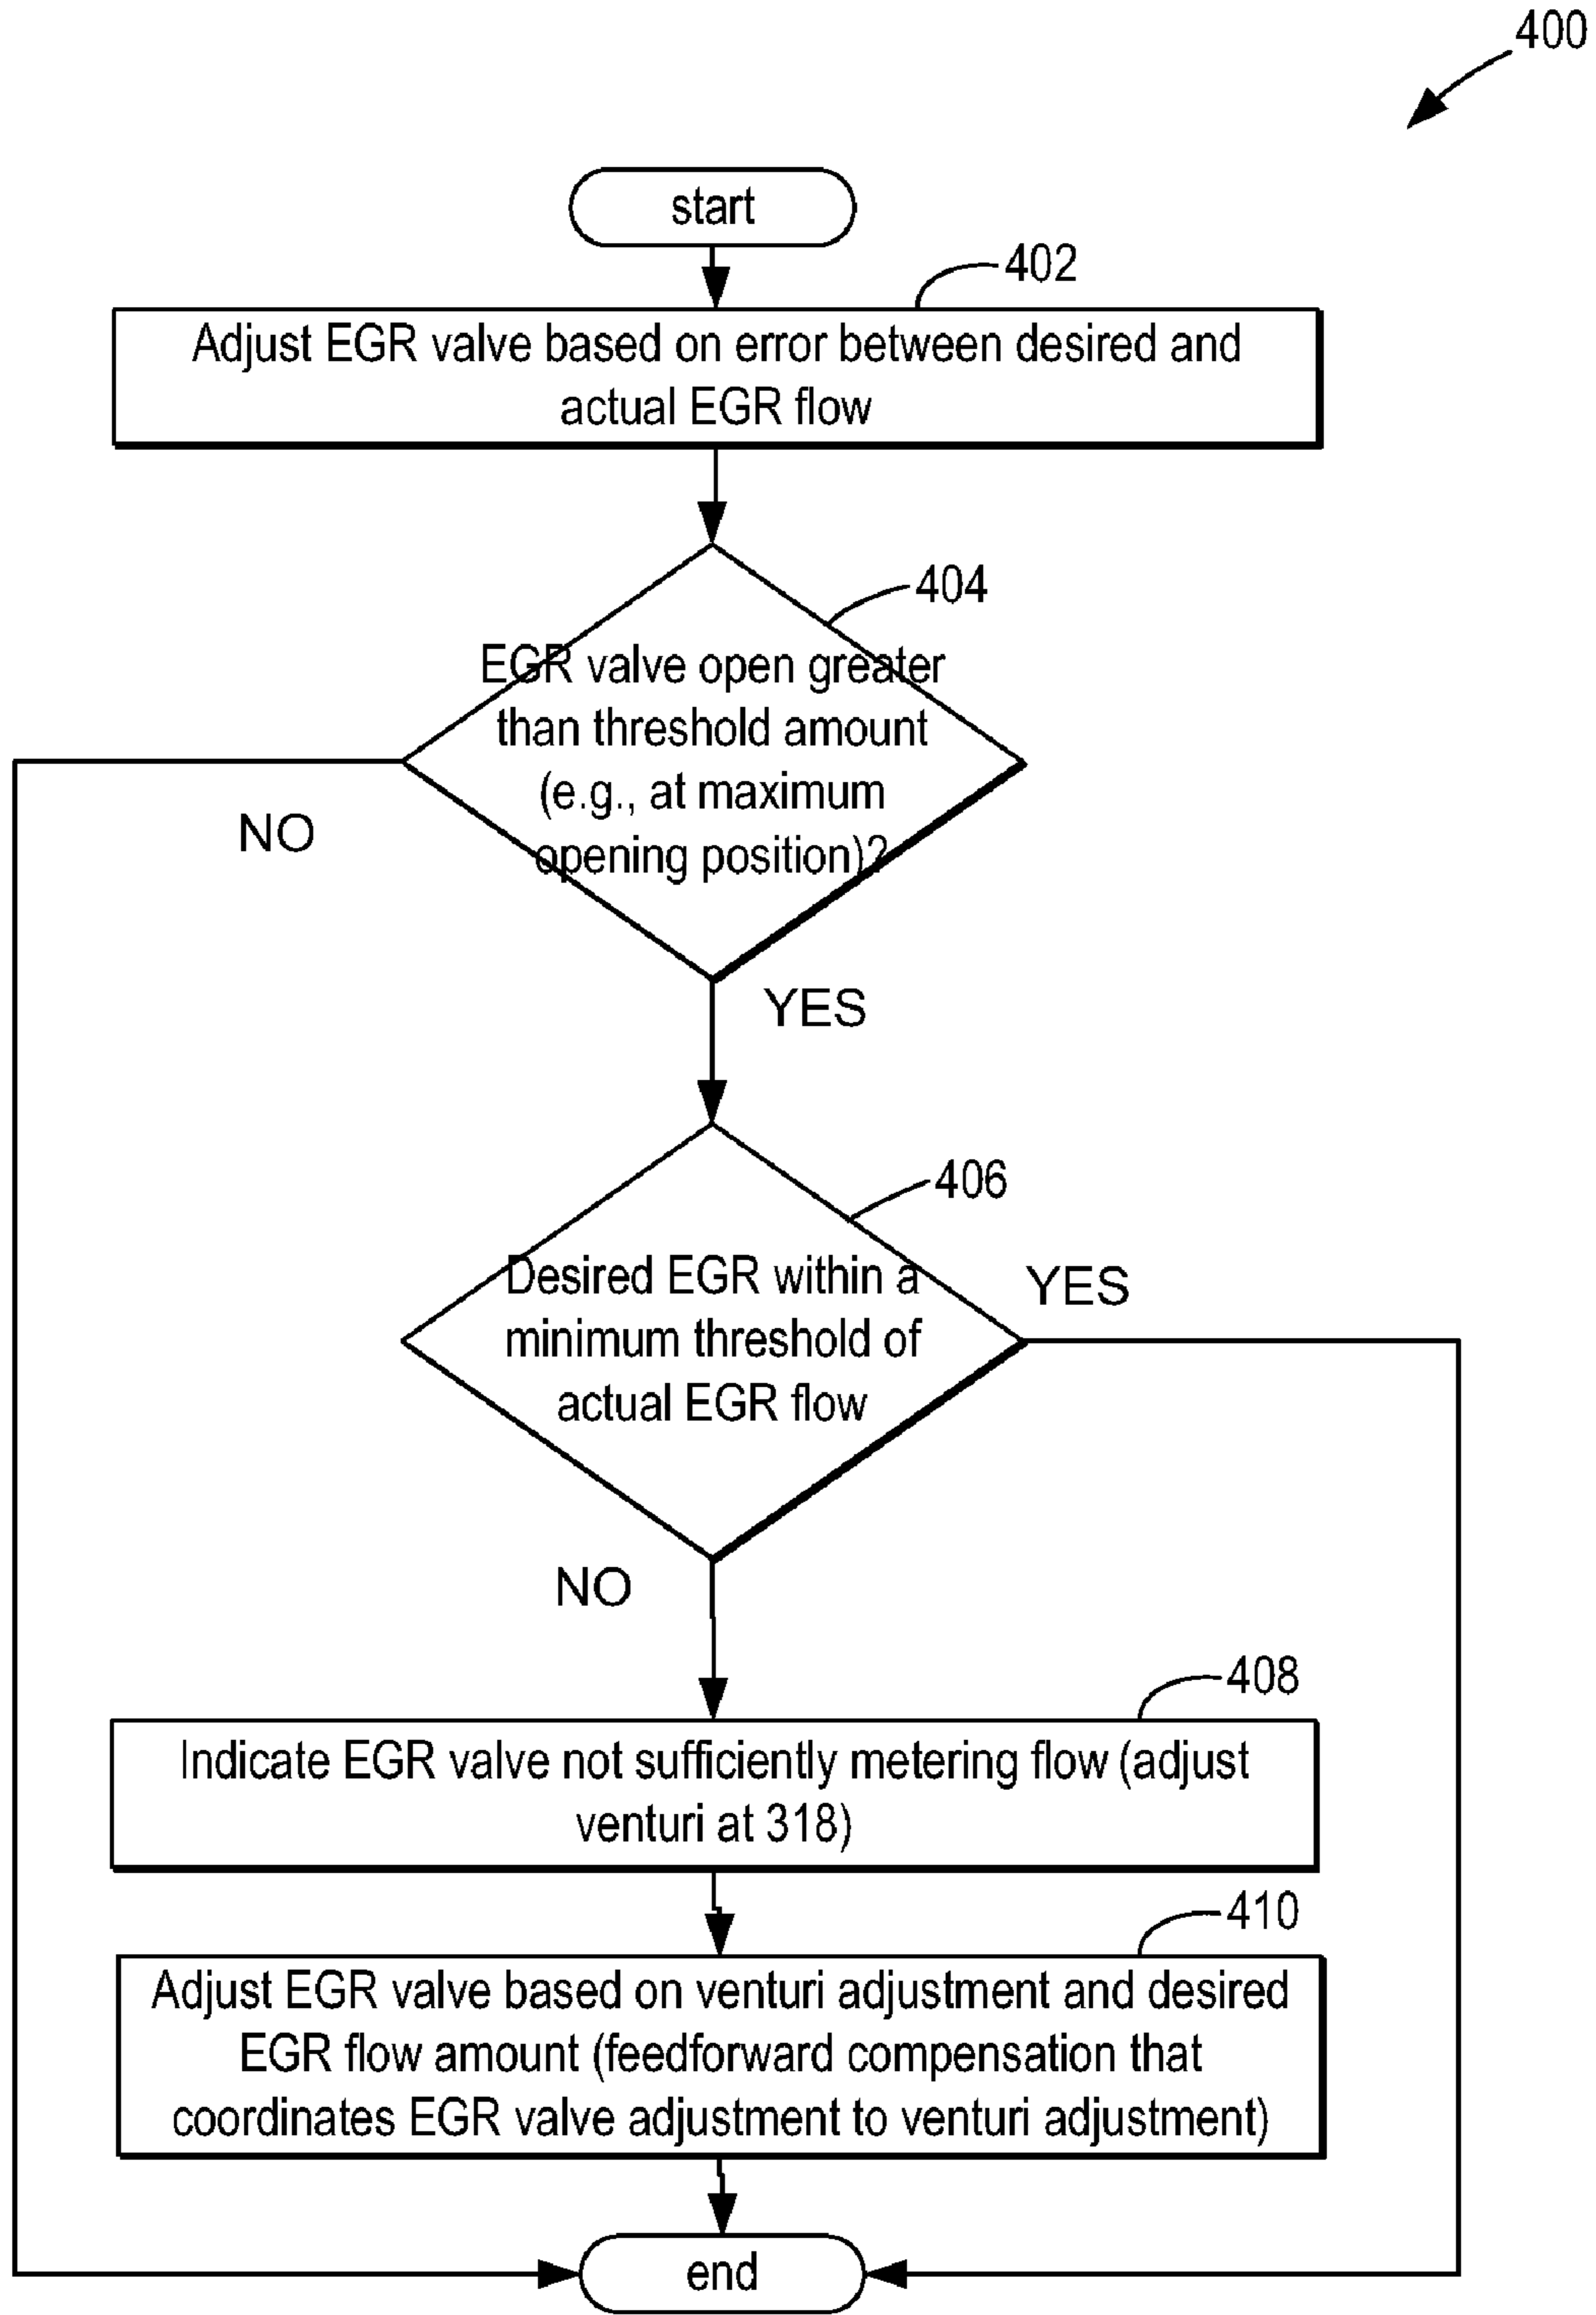 400
start
402
Adjust EGR valve based on error between desired and
actual EGR flow
404
EGR valve open greater
than threshold amount
(e.g., at maximum
opening position)?
NO
YES
406
Desired EGR within a
minimum threshold of
actual EGR flow
YES
NO
408
Indicate EGR valve not sufficiently metering flow (adjust
venturi at 318)
410
Adjust EGR valve based on venturi adjustment and desired
EGR flow amount (feedforward compensation that
coordinates EGR valve adjustment to venturi adjustment)
end